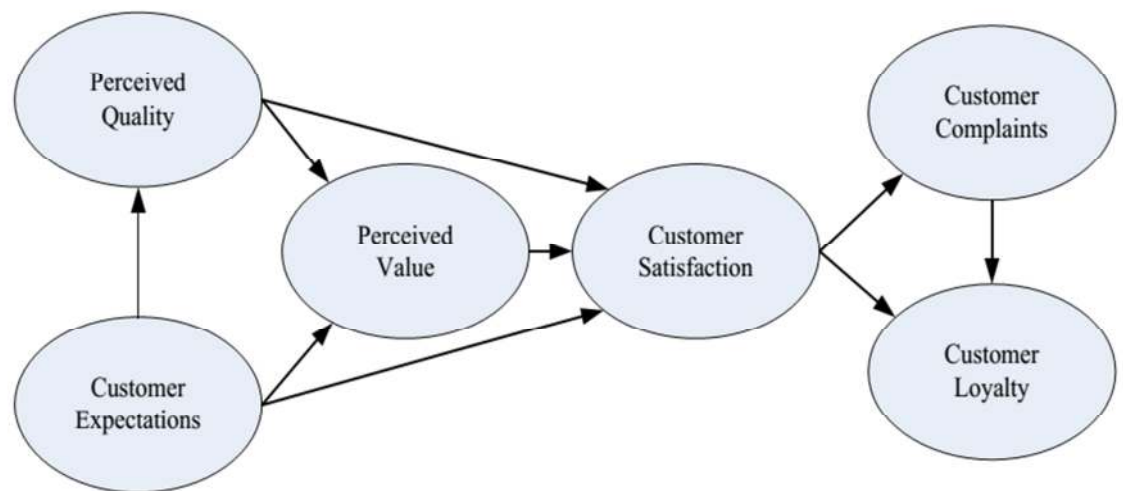 Perceived
Quality
Customer
Complaints
Perceived
Value
Customer
Satisfaction
Customer
Expectations
Customer
Loyalty